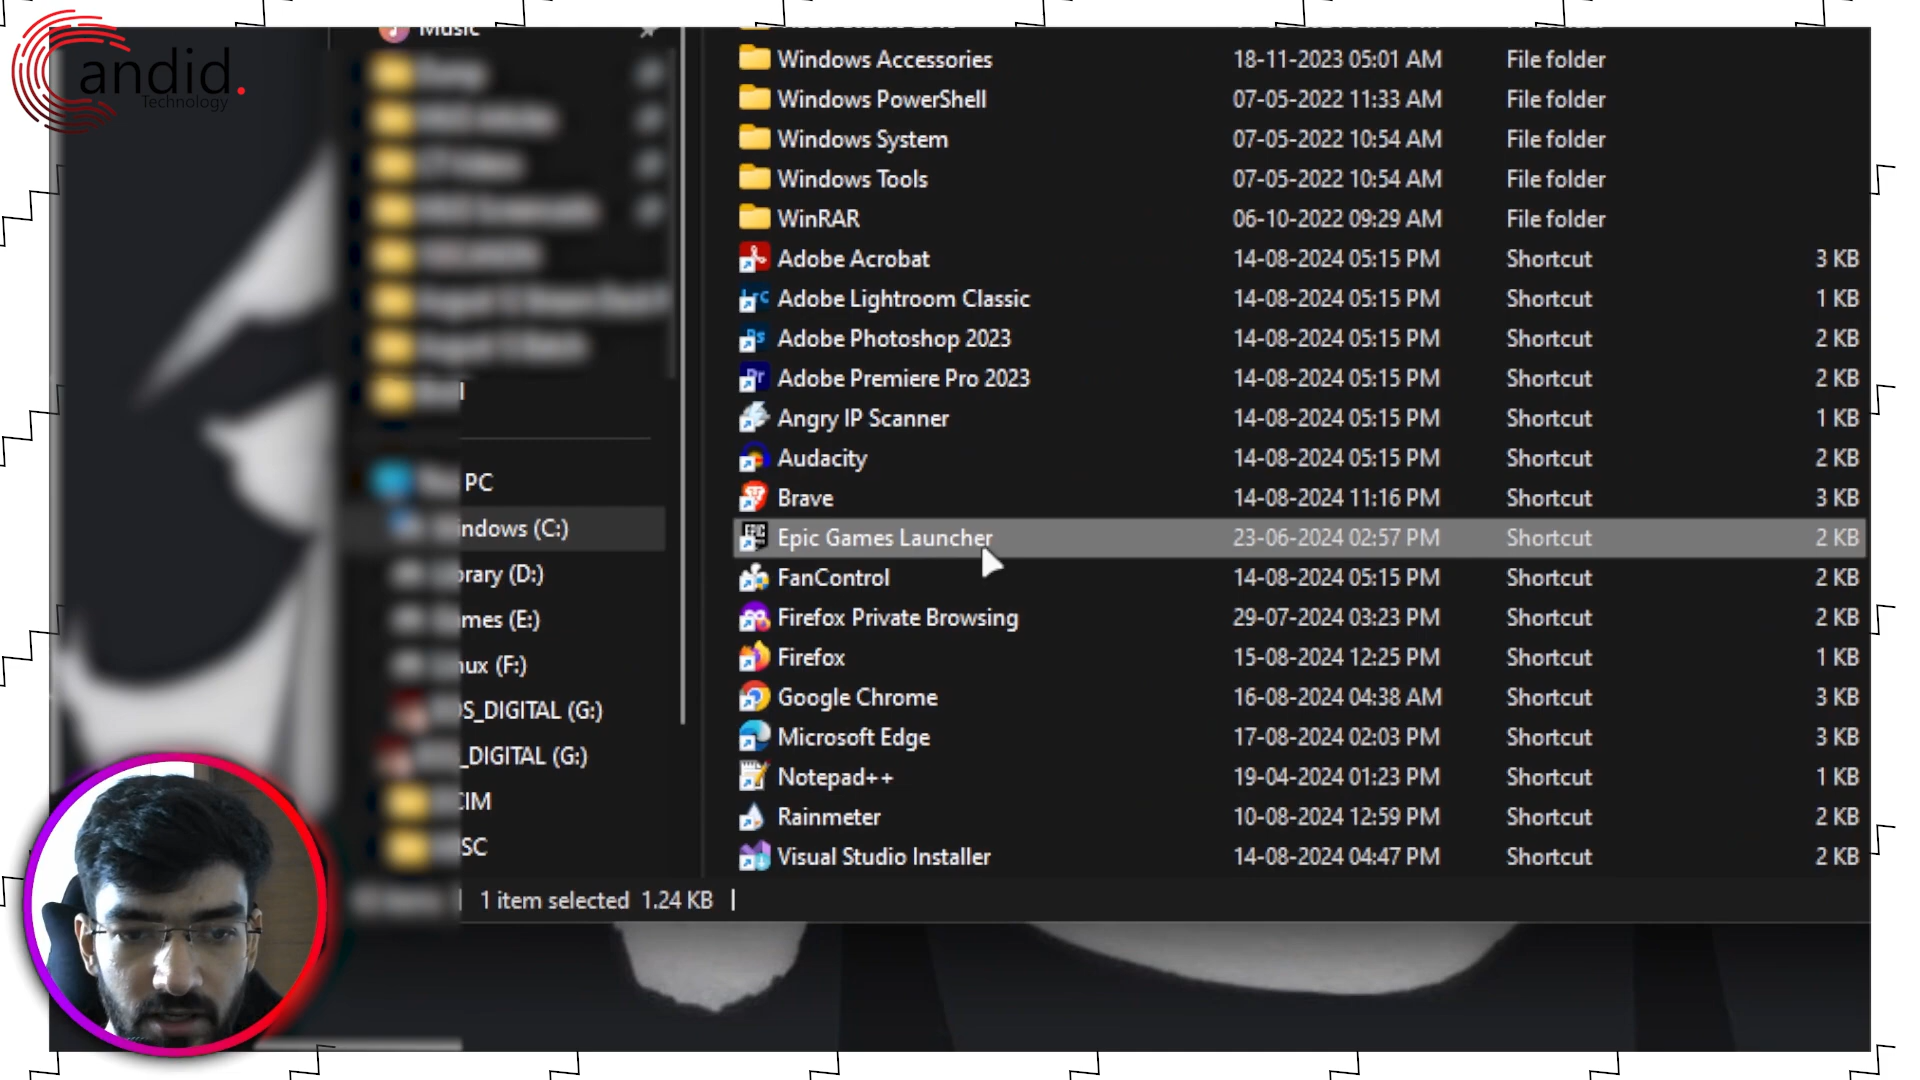 andid.
Technology
Music
Windows Accessories 18-11-2023 05:01 AM File folder
Windows PowerShell 07-05-2022 11:33 AM File folder
Windows System 07-05-2022 10:54 AM File folder
Windows Tools 07-05-2022 10:54 AM File folder
WinRAR 06-10-2022 09:29 AM File folder
Adobe Acrobat 14-08-2024 05:15 PM Shortcut 3 KB
Adobe Lightroom Classic 14-08-2024 05:15 PM Shortcut 1 KB
Adobe Photoshop 2023 14-08-2024 05:15 PM Shortcut 2 KB
Adobe Premiere Pro 2023 14-08-2024 05:15 PM Shortcut 2 KB
Angry IP Scanner 14-08-2024 05:15 PM Shortcut 1 KB
Audacity 14-08-2024 05:15 PM Shortcut 2 KB
Brave 14-08-2024 11:16 PM Shortcut 3 KB
Epic Games Launcher 23-06-2024 02:57 PM Shortcut 2 KB
FanControl 14-08-2024 05:15 PM Shortcut 2 KB
Firefox Private Browsing 29-07-2024 03:23 PM Shortcut 2 KB
Firefox 15-08-2024 12:25 PM Shortcut 1 KB
Google Chrome 16-08-2024 04:38 AM Shortcut 3 KB
Microsoft Edge 17-08-2024 02:03 PM Shortcut 3 KB
Notepad++ 19-04-2024 01:23 PM Shortcut 1 KB
Rainmeter 10-08-2024 12:59 PM Shortcut 2 KB
Visual Studio Installer 14-08-2024 04:47 PM Shortcut 2 KB
PC
indows (C:)
brary (D:)
mes (E:)
nux (F:)
S_DIGITAL (G:)
_DIGITAL (G:)
CIM
SC
1 item selected 1.24 KB